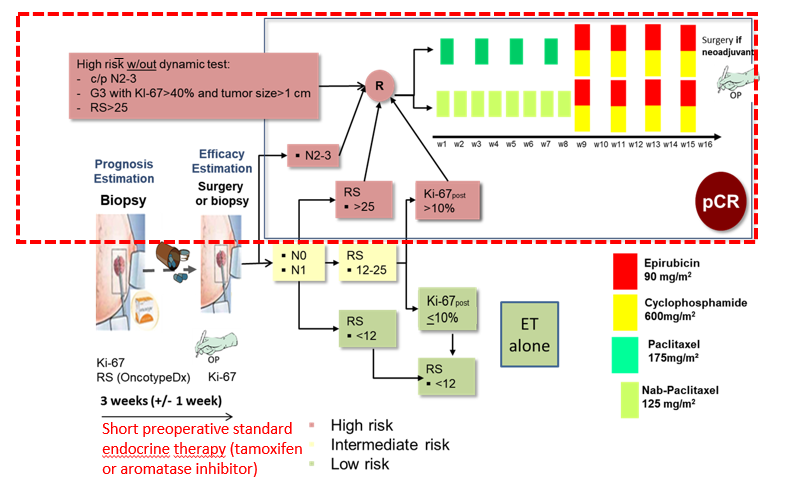 High risk w/out dynamic test:
- c/p N2-3
- G3 with KI-67>40% and tumor size>1 cm
- RS>25
R
Surgery if
neoadjuvant
OP
w1 w2 w3 w4 w5 w6 w7 w8 w9 w10 w11 w12 w13 w14 w15 w16
Prognosis
Estimation
Biopsy
Efficacy
Estimation
Surgery
or biopsy
▪ N2-3
RS
▪ >25
Ki-67post
>10%
pCR
▪ N0
▪ N1
RS
▪ 12-25
Ki-67post
≤10%
RS
▪ <12
RS
▪ <12
ET
alone
Epirubicin
90 mg/m²
Cyclophosphamide
600mg/m²
Paclitaxel
175mg/m²
Nab-Paclitaxel
125 mg/m²
OP
Ki-67
RS (OncotypeDx)
Ki-67
3 weeks (+/- 1 week)
Short preoperative standard
endocrine therapy (tamoxifen
or aromatase inhibitor)
▪ High risk
▪ Intermediate risk
▪ Low risk